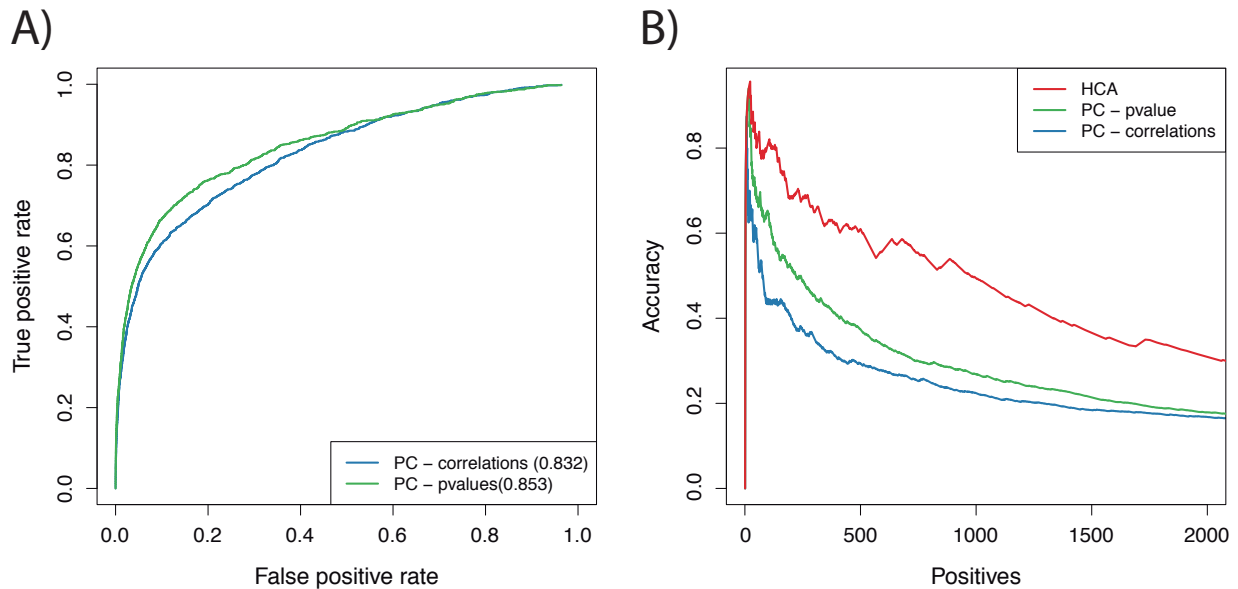 A)
True positive rate
1.0
0.8
0.6
0.4
0.2
0.0
PC – correlations (0.832)
PC – pvalues(0.853)
0.0 0.2 0.4 0.6 0.8 1.0
False positive rate
B)
Accuracy
0.8
0.6
0.4
0.2
0.0
HCA
PC – pvalue
PC – correlations
0 500 1000 1500 2000
Positives